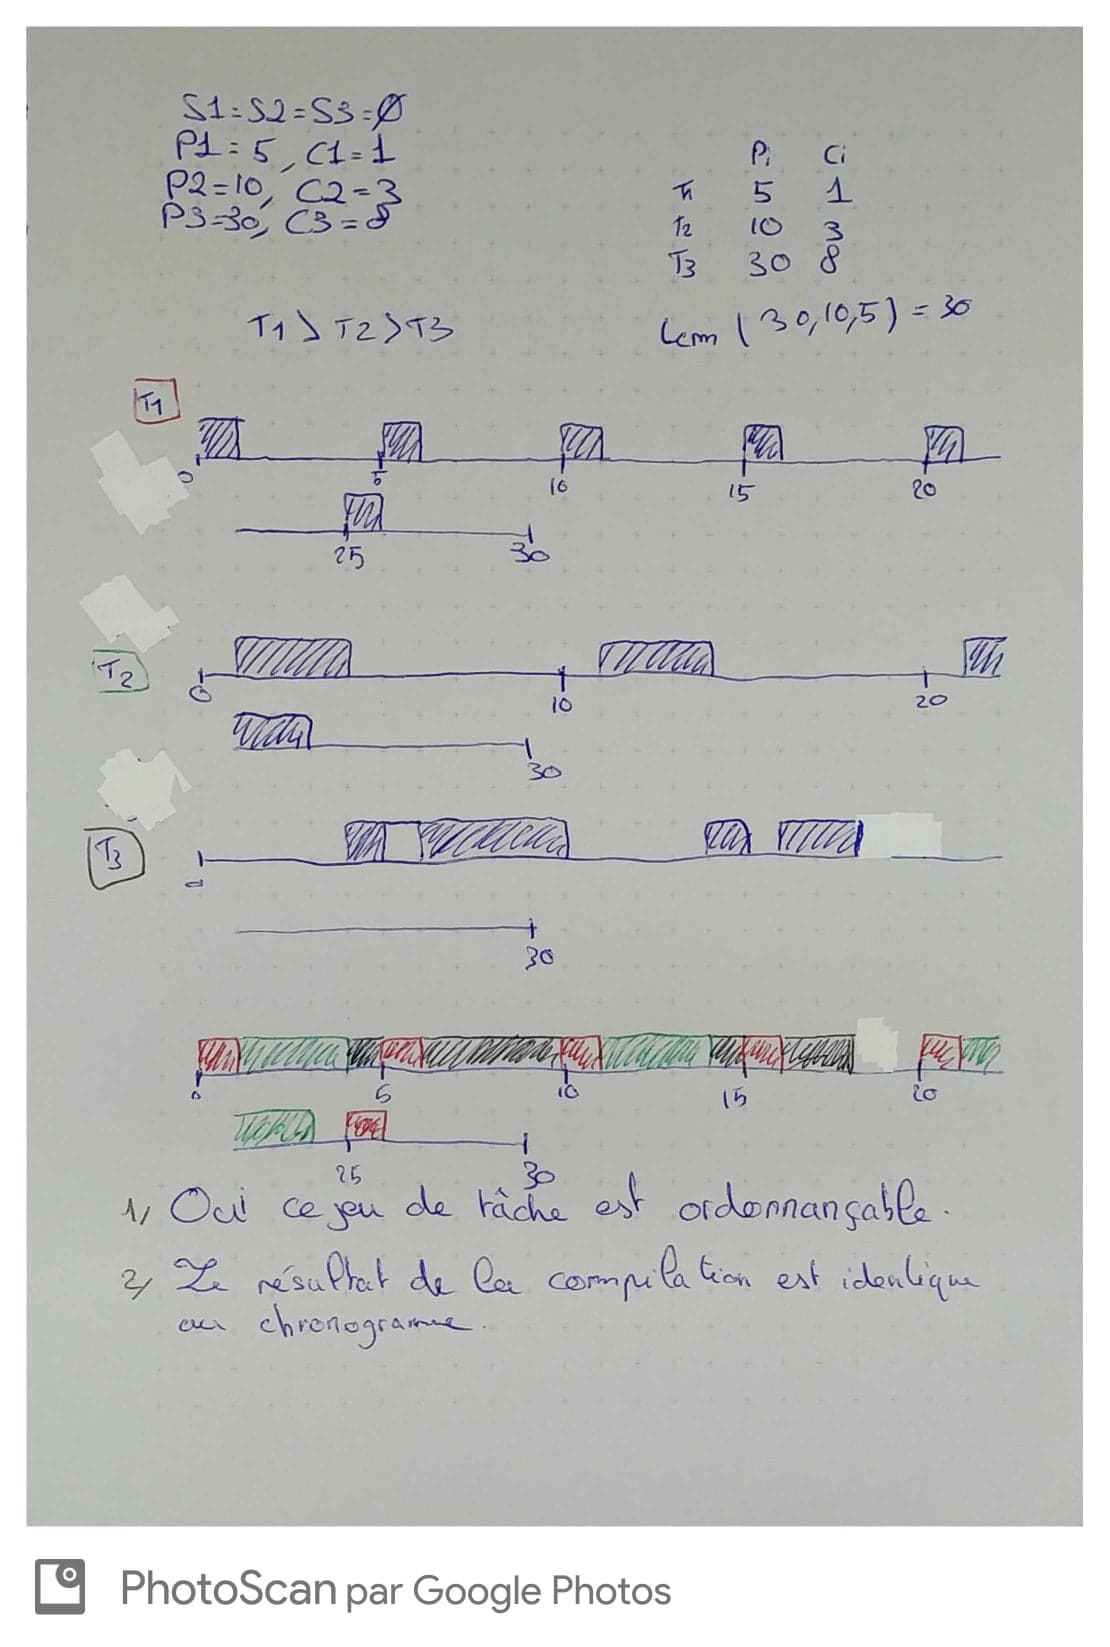 S1=S2=S3=Ø
P1=5, C1=1
P2=10, C2=3
P3=30, C3=8
Pi Ci
T1 5 1
T2 10 3
T3 30 8
T1>T2>T3
Lcm (30,10,5) = 30
T1
0 5 10 15 20
25 30
T2
0 10 20
30
T3
0
30
0 5 10 15 20
25 30
1) Oui ce jeu de tâche est ordonnançable.
2) Le résultat de la compilation est identique
au chronogramme.
PhotoScan par Google Photos